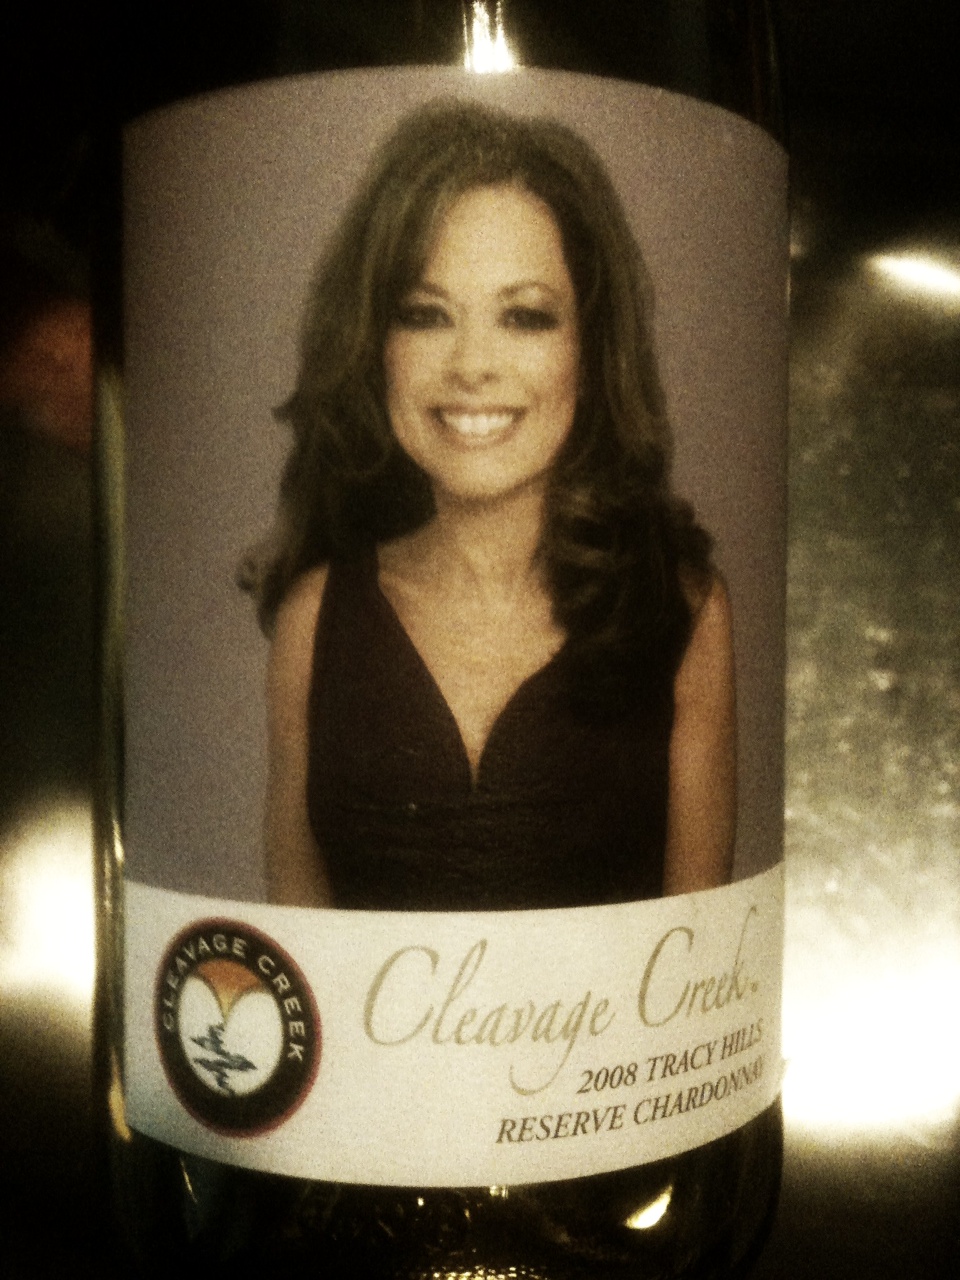 CLEAVAGE CREEK
Cleavage Creek.
2008 TRACY HILLS
RESERVE CHARDONNAY